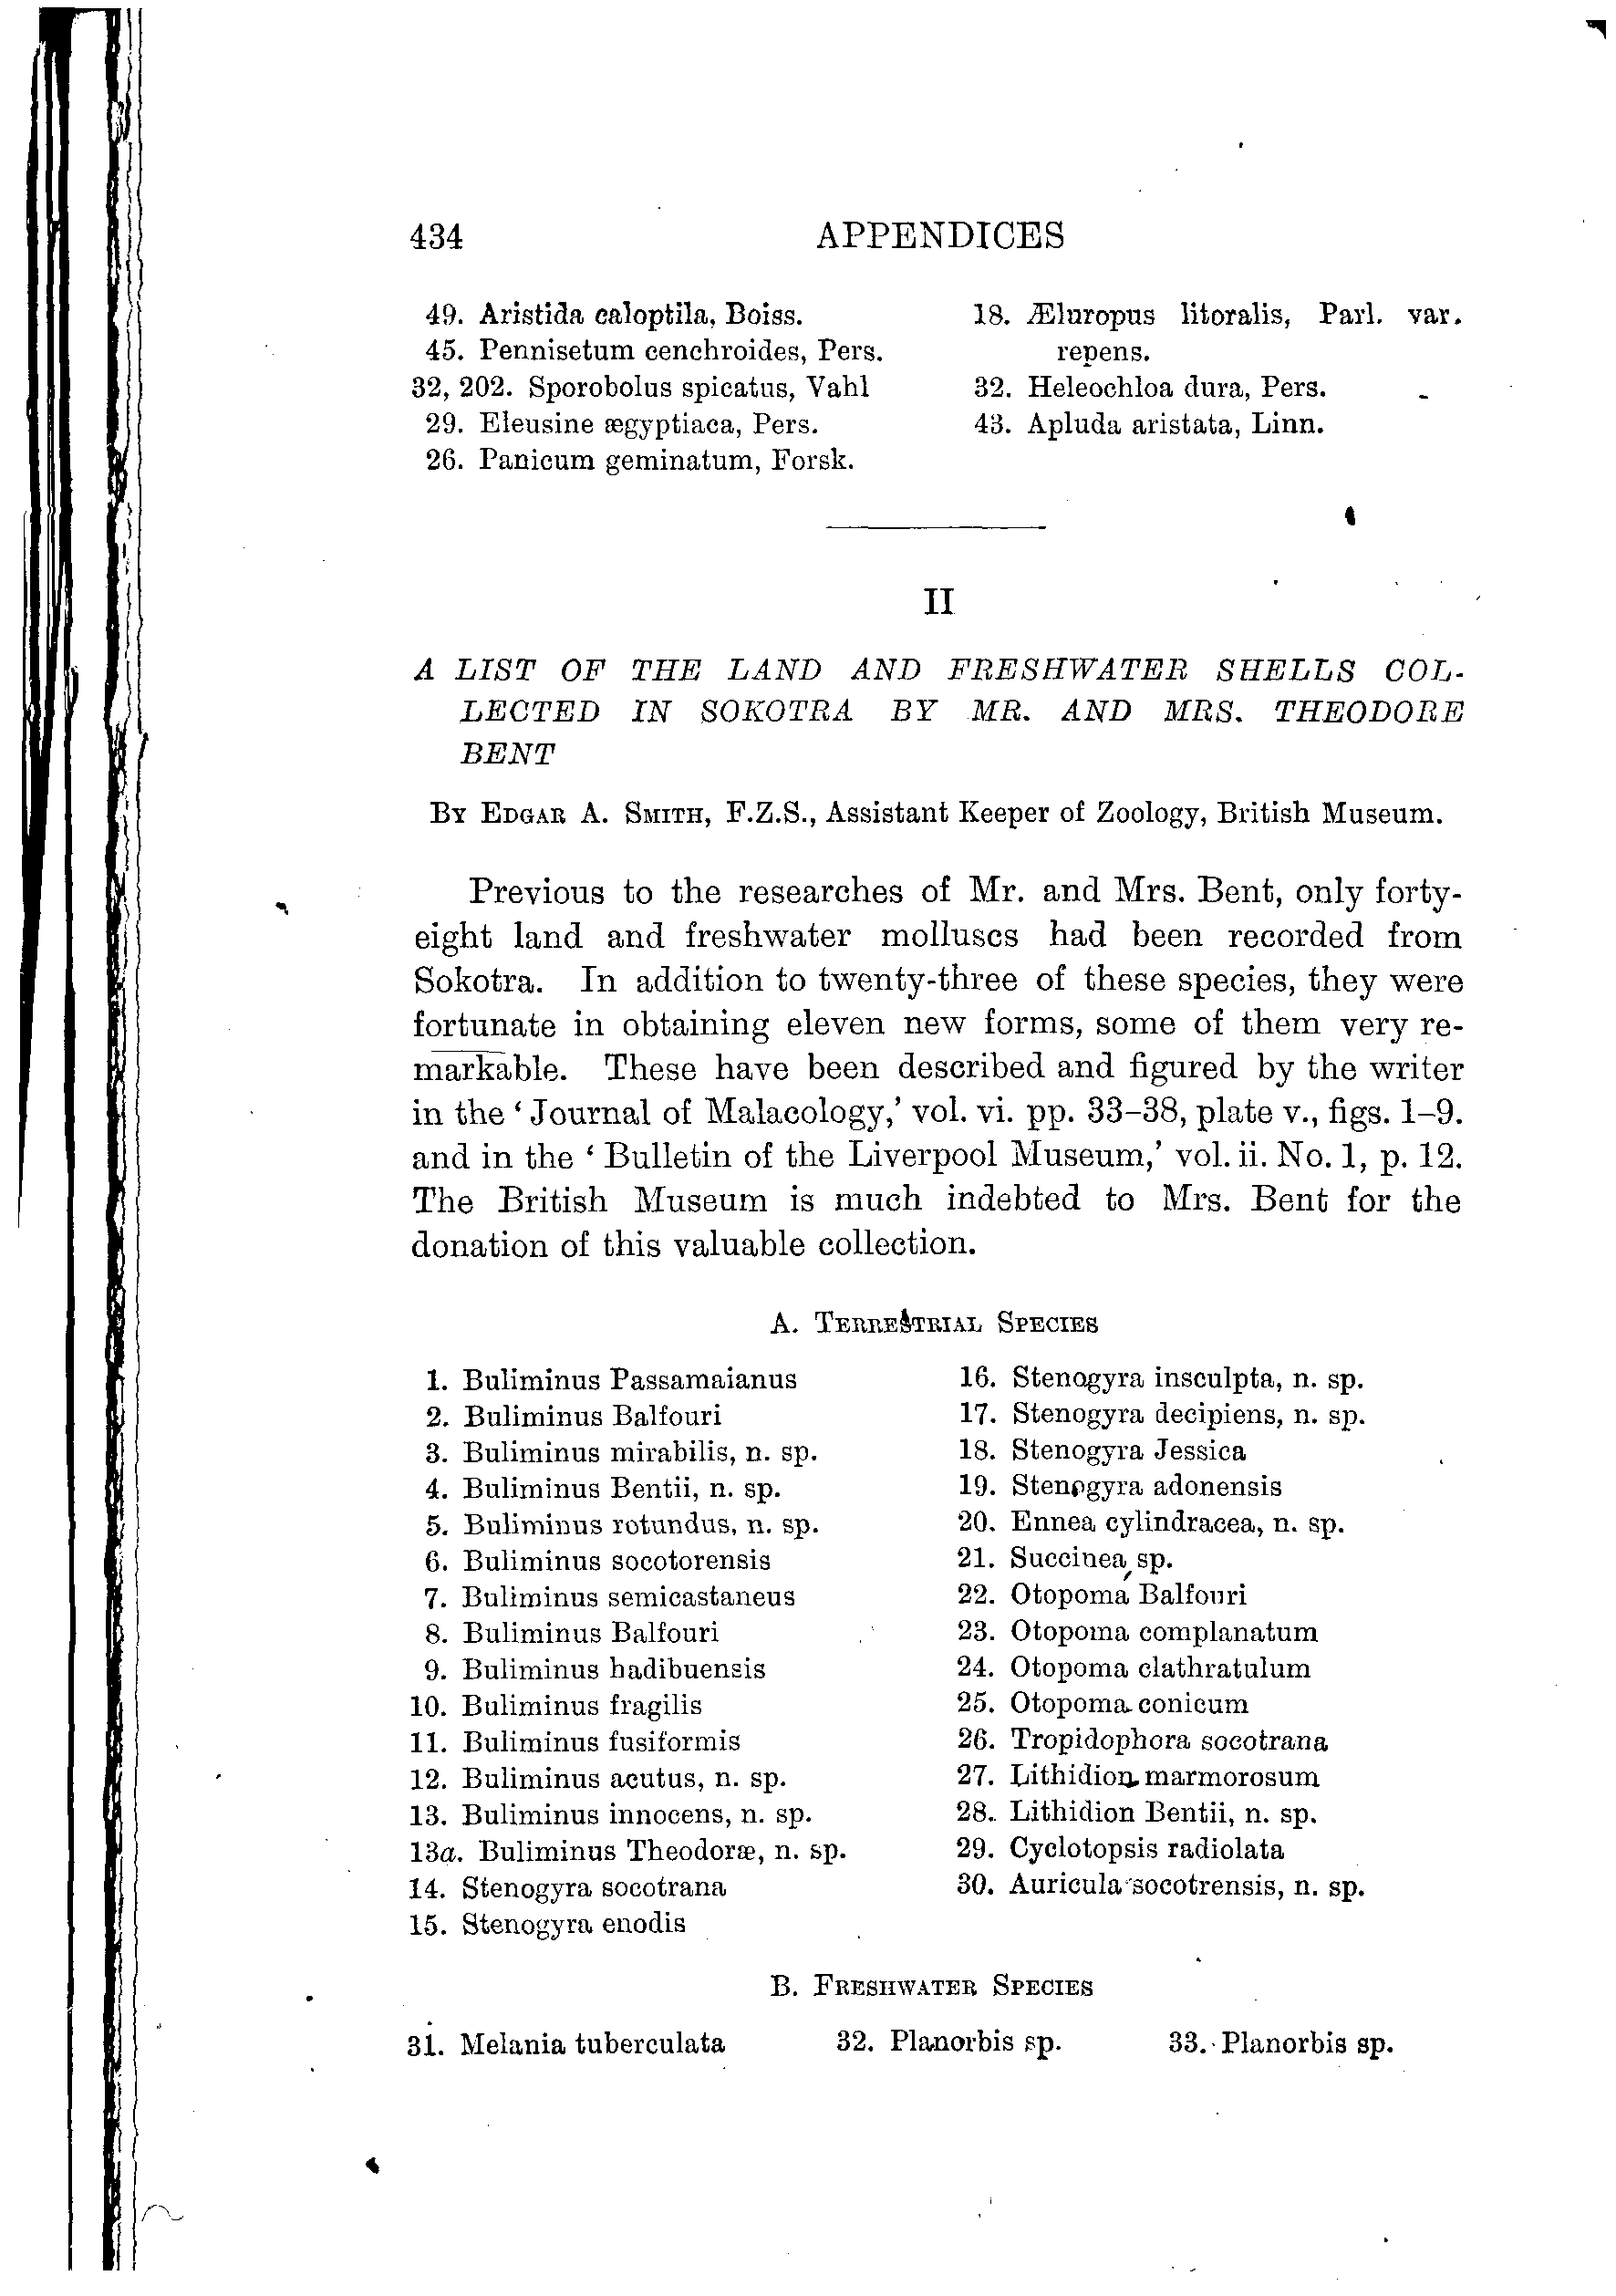 434 APPENDICES
49. Aristida caloptila, Boiss.
45. Pennisetum cenchroides, Pers.
32, 202. Sporobolus spicatus, Vahl
29. Eleusine ægyptiaca, Pers.
26. Panicum geminatum, Forsk.
18. Æluropus litoralis, Parl. var.
repens.
32. Heleochloa dura, Pers.
43. Apluda aristata, Linn.
II
A LIST OF THE LAND AND FRESHWATER SHELLS COL-
LECTED IN SOKOTRA BY MR. AND MRS. THEODORE
BENT
By Edgar A. Smith, F.Z.S., Assistant Keeper of Zoology, British Museum.
Previous to the researches of Mr. and Mrs. Bent, only forty-
eight land and freshwater molluscs had been recorded from
Sokotra. In addition to twenty-three of these species, they were
fortunate in obtaining eleven new forms, some of them very re-
markable. These have been described and figured by the writer
in the ‘Journal of Malacology,’ vol. vi. pp. 33–38, plate v., figs. 1–9.
and in the ‘Bulletin of the Liverpool Museum,’ vol. ii. No. 1, p. 12.
The British Museum is much indebted to Mrs. Bent for the
donation of this valuable collection.
A. Terrestrial Species
1. Buliminus Passamaianus
2. Buliminus Balfouri
3. Buliminus mirabilis, n. sp.
4. Buliminus Bentii, n. sp.
5. Buliminus rotundus, n. sp.
6. Buliminus socotorensis
7. Buliminus semicastaneus
8. Buliminus Balfouri
9. Buliminus hadibuensis
10. Buliminus fragilis
11. Buliminus fusiformis
12. Buliminus acutus, n. sp.
13. Buliminus innocens, n. sp.
13a. Buliminus Theodoræ, n. sp.
14. Stenogyra socotrana
15. Stenogyra enodis
16. Stenogyra insculpta, n. sp.
17. Stenogyra decipiens, n. sp.
18. Stenogyra Jessica
19. Stenogyra adonensis
20. Ennea cylindracea, n. sp.
21. Succinea sp.
22. Otopoma Balfouri
23. Otopoma complanatum
24. Otopoma clathratulum
25. Otopoma conicum
26. Tropidophora socotrana
27. Lithidion marmorosum
28. Lithidion Bentii, n. sp.
29. Cyclotopsis radiolata
30. Auricula socotrensis, n. sp.
B. Freshwater Species
31. Melania tuberculata 32. Planorbis sp. 33. Planorbis sp.